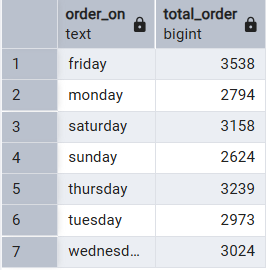 order_on total_order
text bigint
1 friday 3538
2 monday 2794
3 saturday 3158
4 sunday 2624
5 thursday 3239
6 tuesday 2973
7 wednesd... 3024